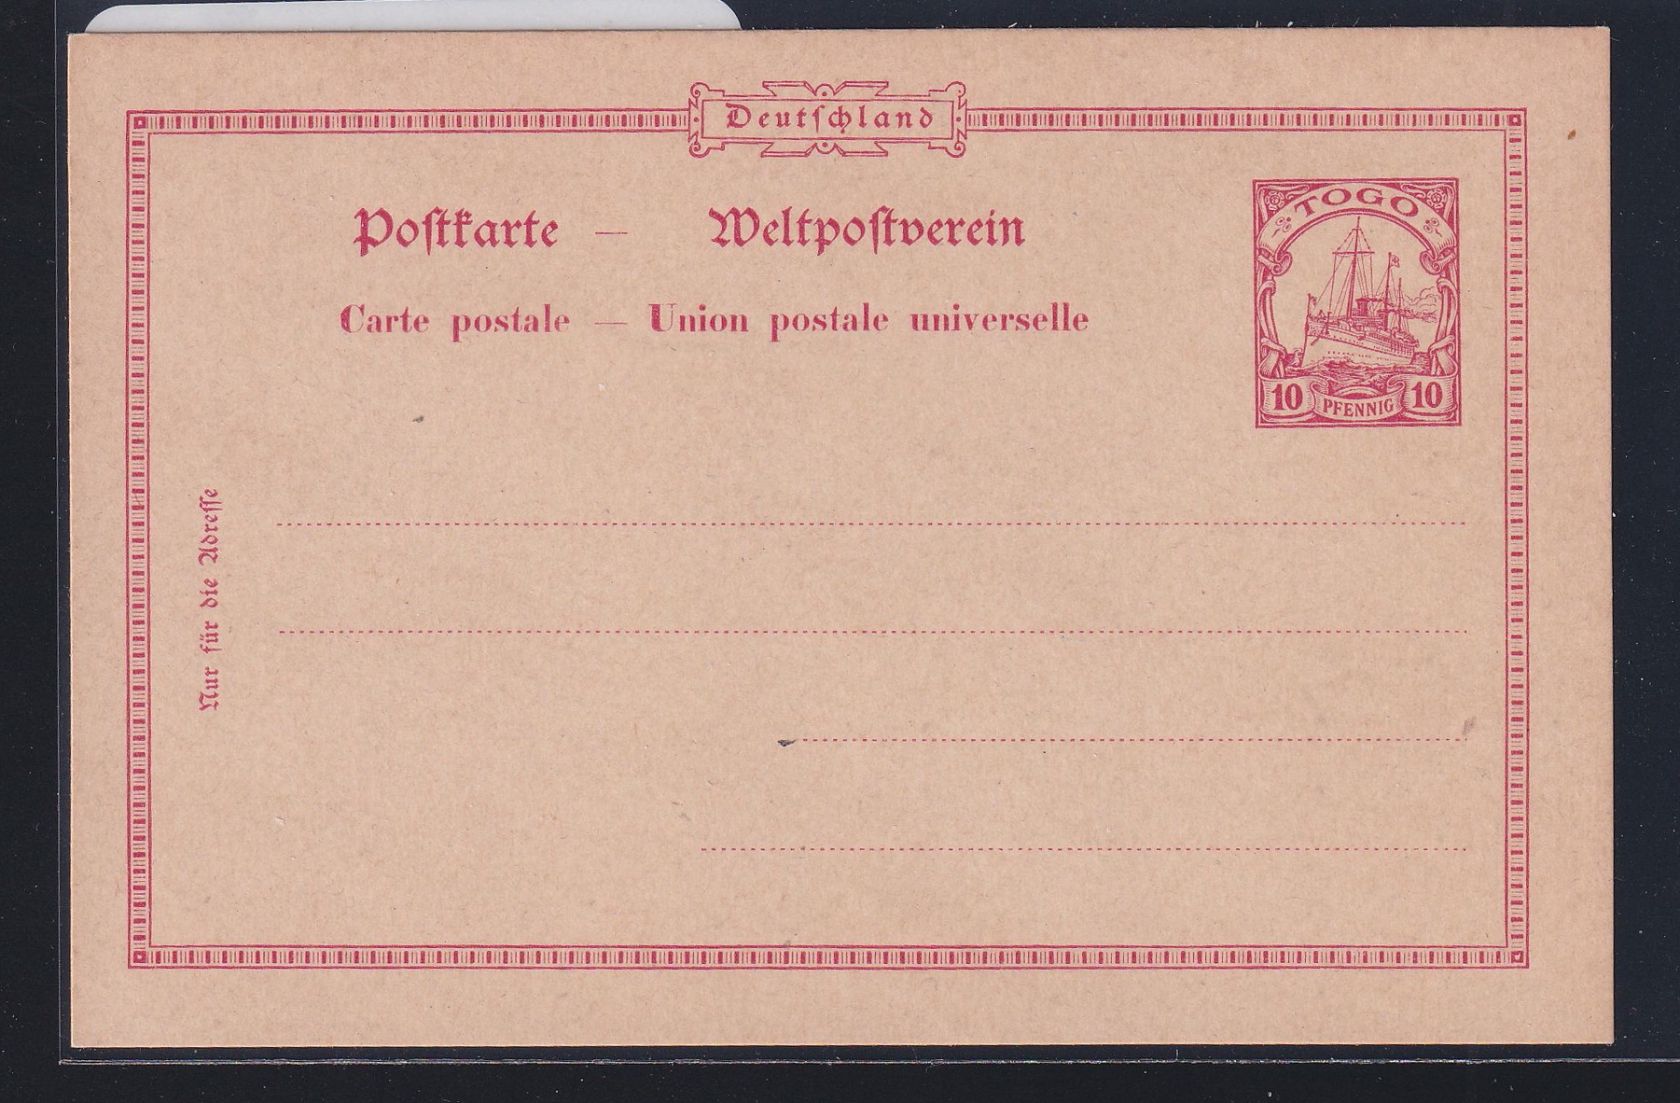 Deutſchland
Poſtkarte — Weltpoſtverein
Carte postale — Union postale universelle
TOGO
10 PFENNIG 10
Nur für die Adreſſe